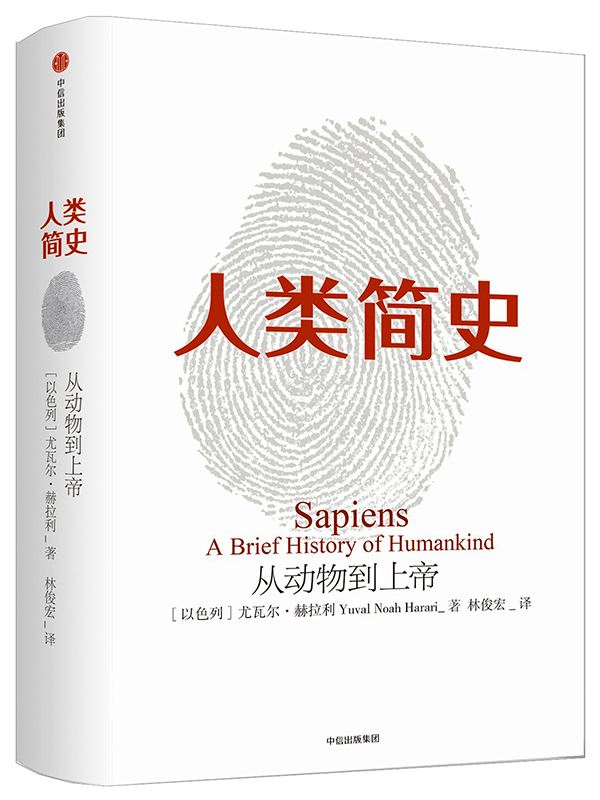 中信出版集团
人类
简史
从动物到上帝
［以色列］尤瓦尔·赫拉利_著 林俊宏_译
人类简史
Sapiens
A Brief History of Humankind
从动物到上帝
［以色列］尤瓦尔·赫拉利 Yuval Noah Harari_著 林俊宏_译
中信出版集团